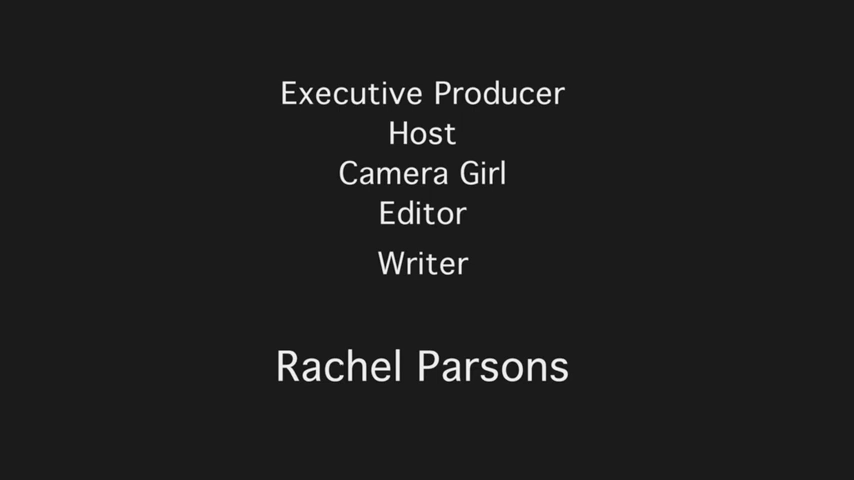 Executive Producer
Host
Camera Girl
Editor
Writer
Rachel Parsons